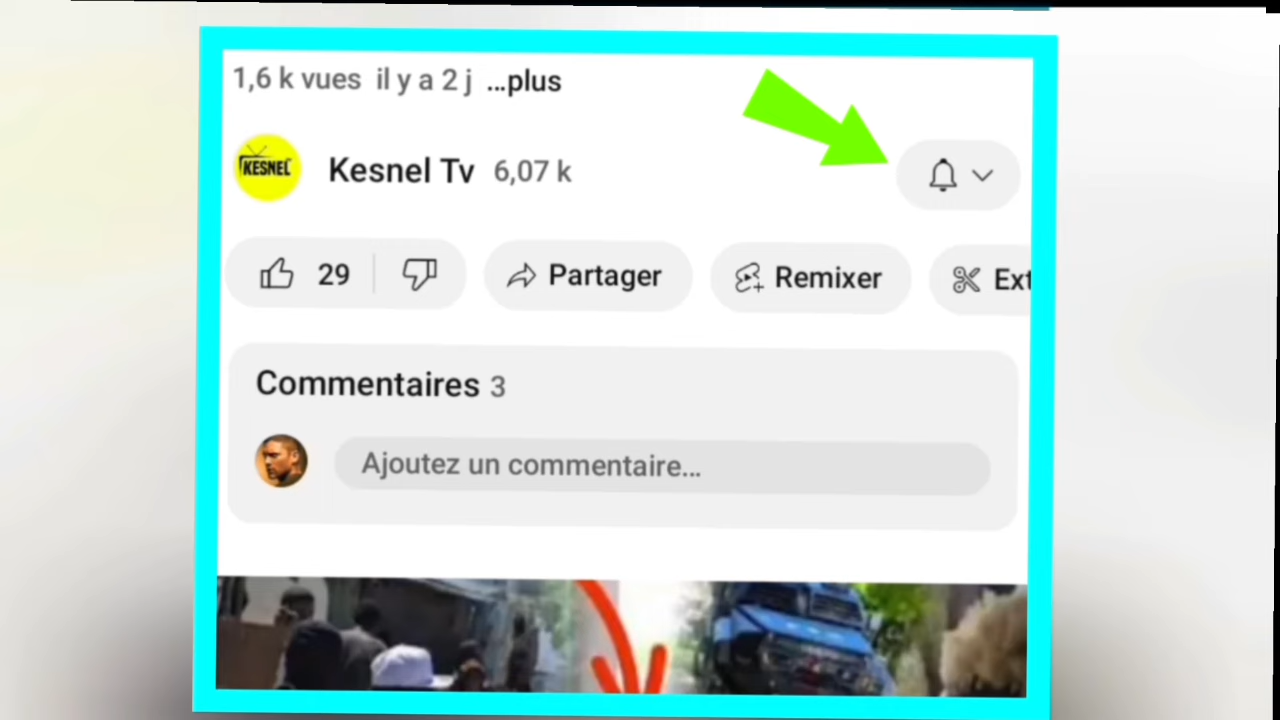 1,6 k vues il y a 2 j ...plus
KESNEL
Kesnel Tv 6,07 k
29 Partager Remixer Ext
Commentaires 3
Ajoutez un commentaire...